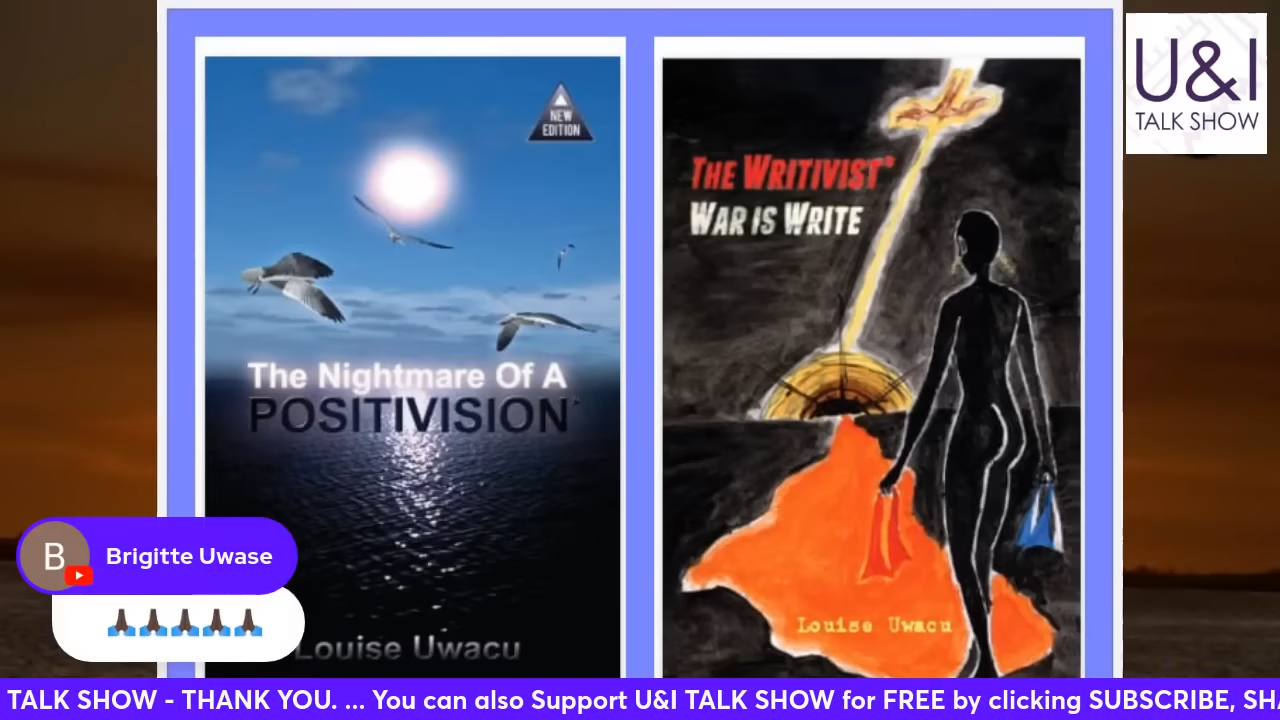 NEW
EDITION
The Nightmare Of A
POSITIVISION*
Louise Uwacu
THE WRITIVIST*
WAR IS WRITE
Louise Uwacu
U&I
TALK SHOW
B
Brigitte Uwase
TALK SHOW - THANK YOU. ... You can also Support U&I TALK SHOW for FREE by clicking SUBSCRIBE, SHA